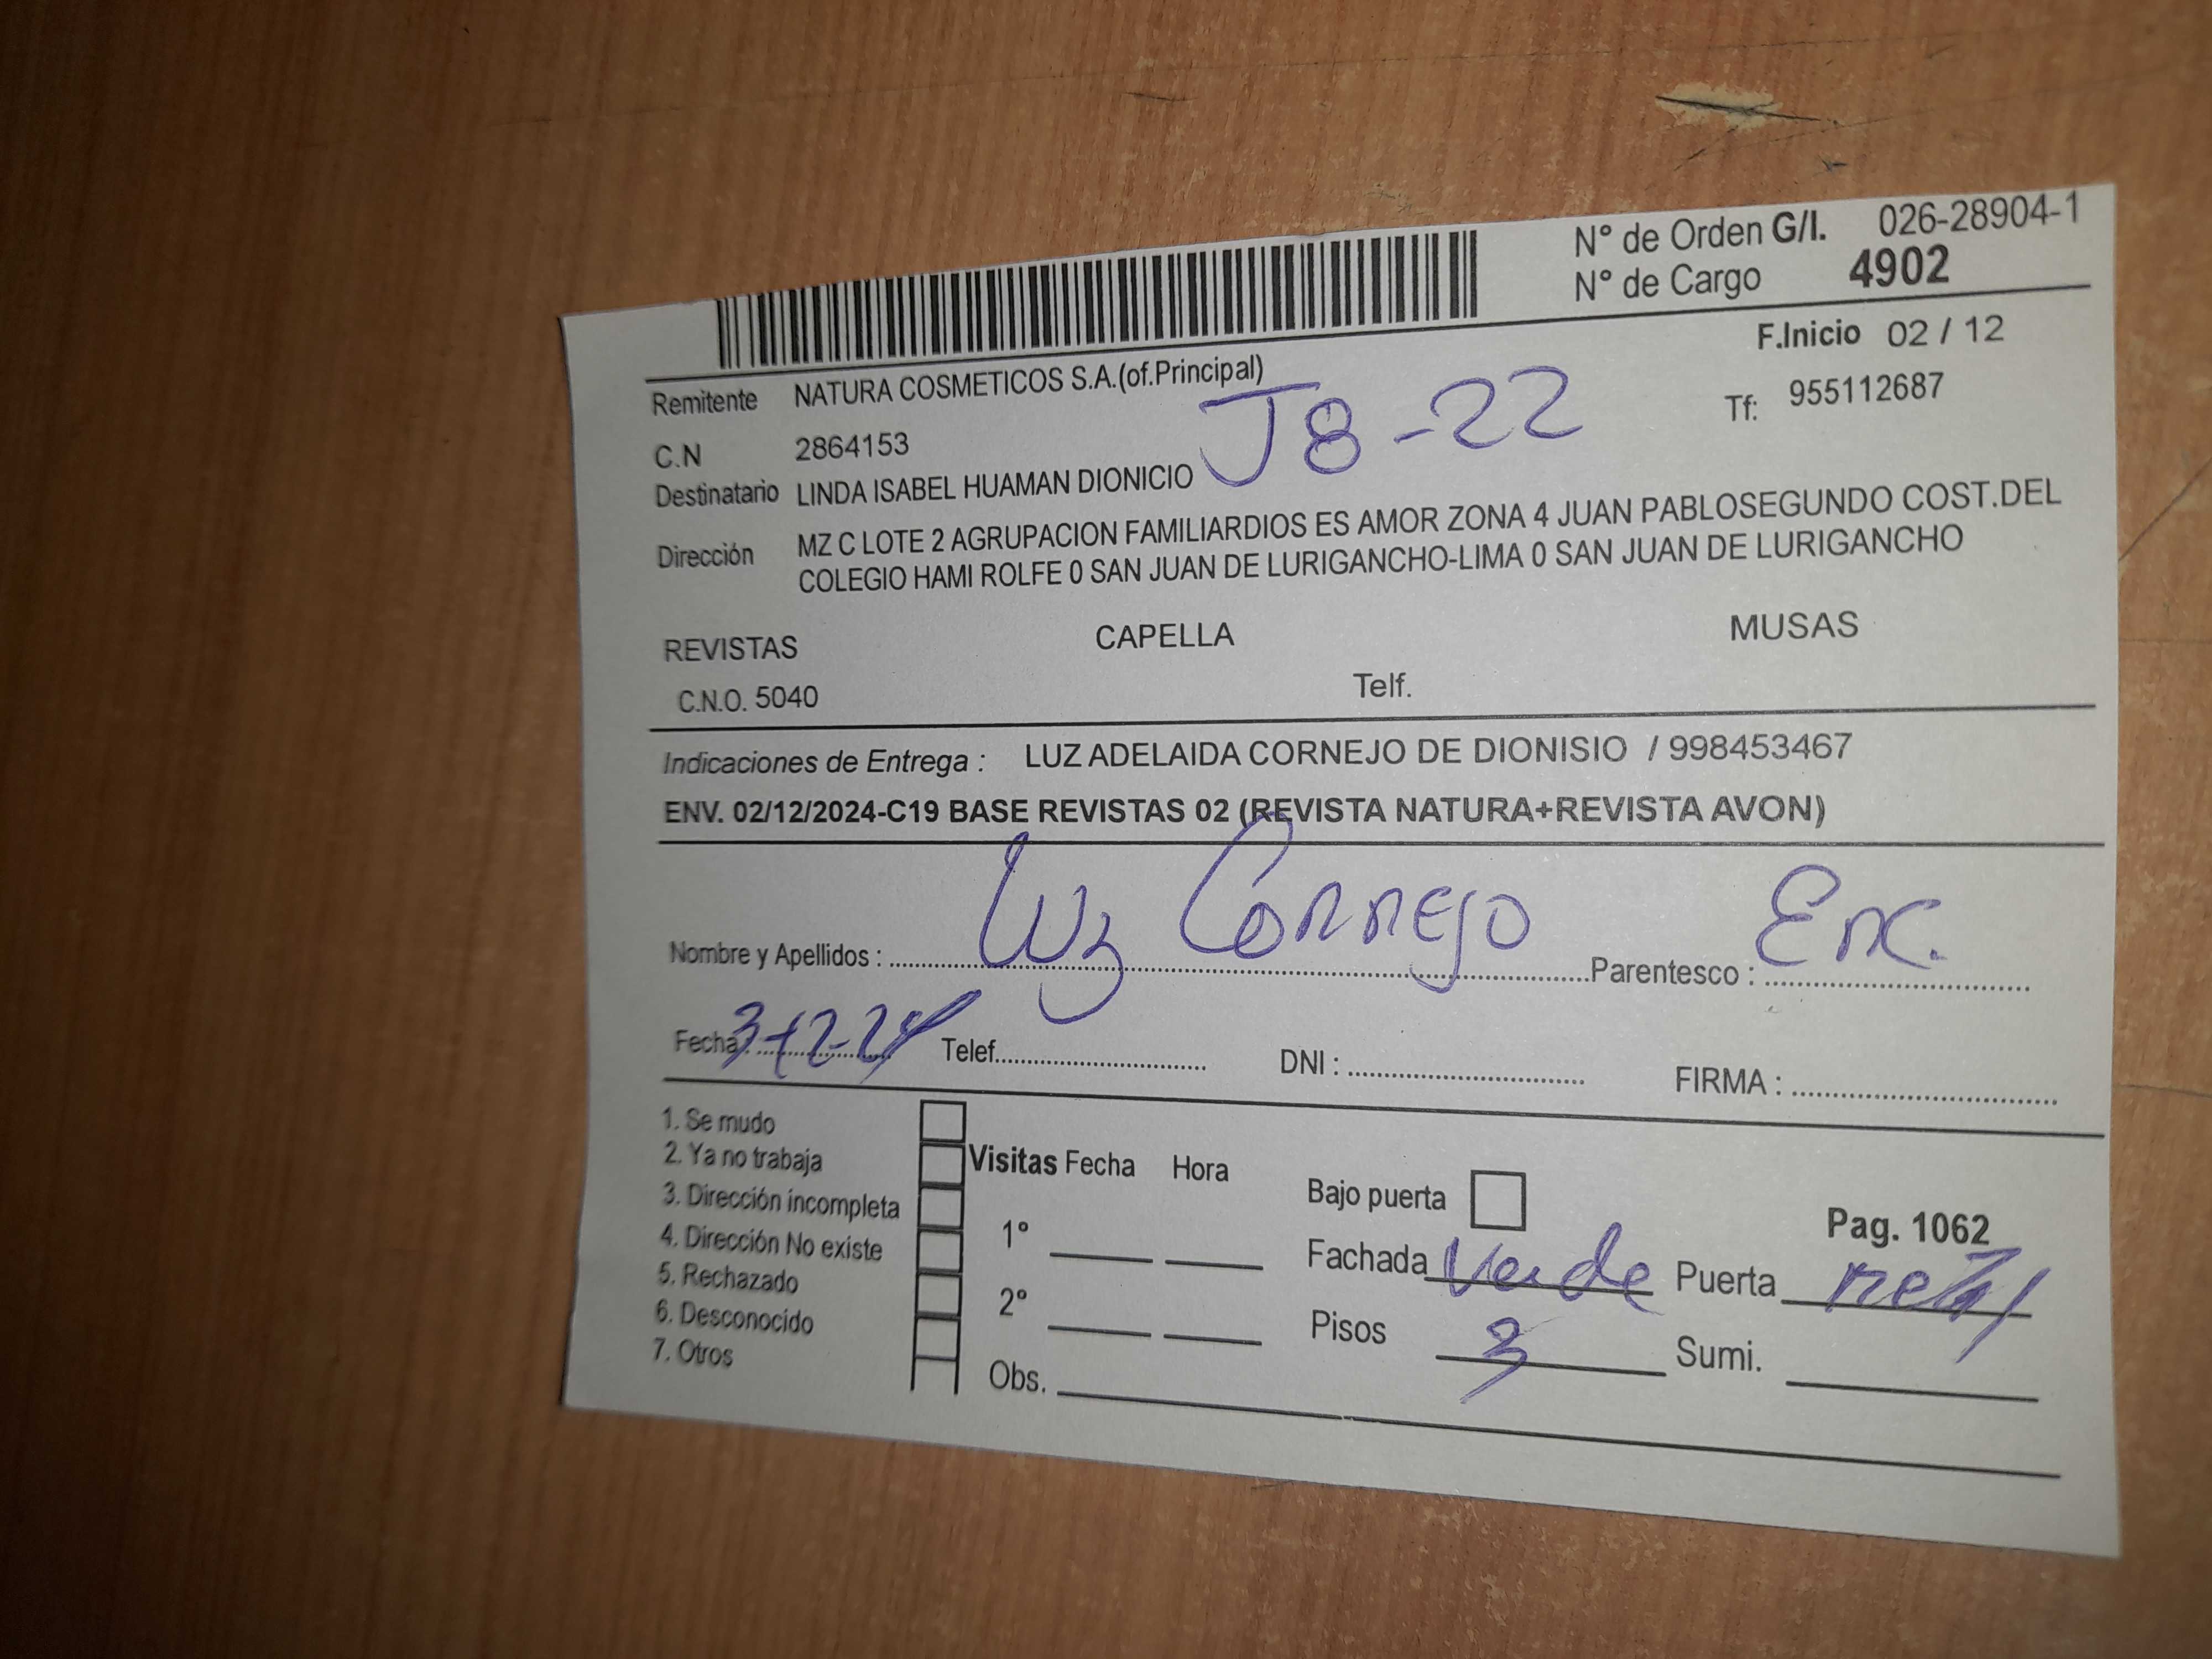 N° de Orden G/I. 026-28904-1
N° de Cargo 4902
F.Inicio 02 / 12
Remitente NATURA COSMETICOS S.A.(of.Principal)
Tf: 955112687
J8-22
C.N 2864153
Destinatario LINDA ISABEL HUAMAN DIONICIO
Dirección MZ C LOTE 2 AGRUPACION FAMILIARDIOS ES AMOR ZONA 4 JUAN PABLOSEGUNDO COST.DEL
COLEGIO HAMI ROLFE 0 SAN JUAN DE LURIGANCHO-LIMA 0 SAN JUAN DE LURIGANCHO
REVISTAS CAPELLA MUSAS
C.N.O. 5040 Telf.
Indicaciones de Entrega : LUZ ADELAIDA CORNEJO DE DIONISIO / 998453467
ENV. 02/12/2024-C19 BASE REVISTAS 02 (REVISTA NATURA+REVISTA AVON)
Nombre y Apellidos : Luz Cornejo Parentesco : Enc.
Fecha: 3-12-24 Telef. DNI : FIRMA :
1. Se mudo
2. Ya no trabaja
3. Dirección incompleta
4. Dirección No existe
5. Rechazado
6. Desconocido
7. Otros
Visitas Fecha Hora
1°
2°
Obs.
Bajo puerta
Pag. 1062
Fachada Verde Puerta metal
Pisos 3 Sumi.